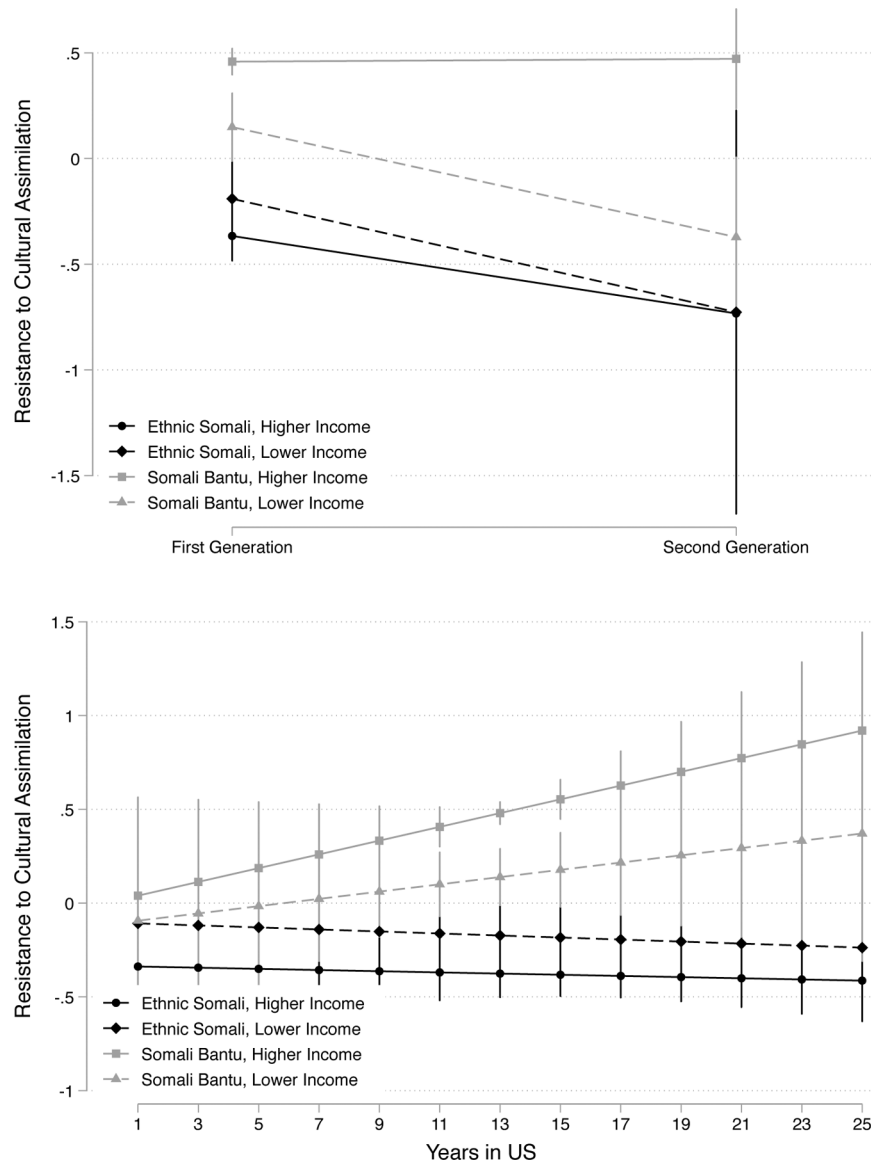 .5
0
-.5
-1
-1.5
Resistance to Cultural Assimilation
Ethnic Somali, Higher Income
Ethnic Somali, Lower Income
Somali Bantu, Higher Income
Somali Bantu, Lower Income
First Generation
Second Generation
1.5
1
.5
0
-.5
-1
Resistance to Cultural Assimilation
Ethnic Somali, Higher Income
Ethnic Somali, Lower Income
Somali Bantu, Higher Income
Somali Bantu, Lower Income
1 3 5 7 9 11 13 15 17 19 21 23 25
Years in US